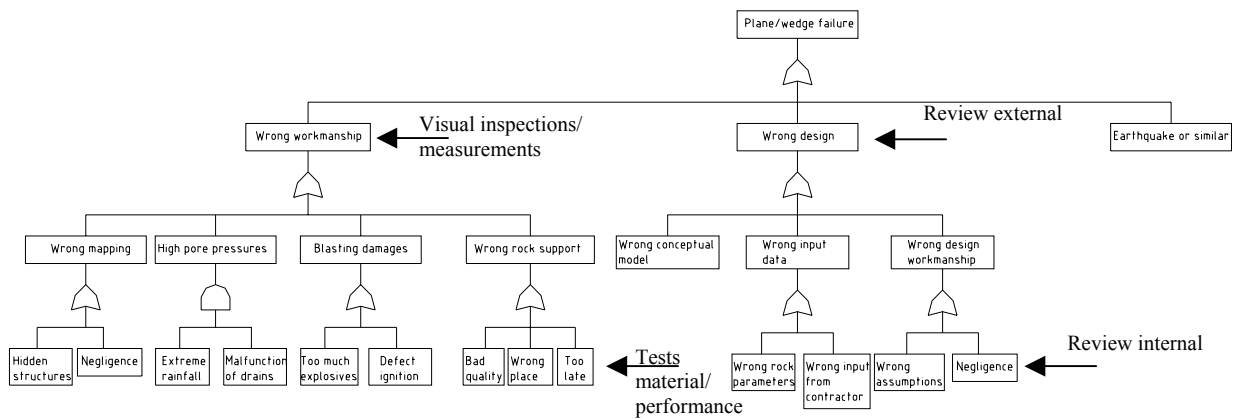 Plane/wedge failure
Wrong workmanship
Visual inspections/
measurements
Wrong design
Review external
Earthquake or similar
Wrong mapping
High pore pressures
Blasting damages
Wrong rock support
Wrong conceptual
model
Wrong input
data
Wrong design
workmanship
Hidden
structures
Negligence
Extreme
rainfall
Malfunction
of drains
Too much
explosives
Defect
ignition
Bad
quality
Wrong
place
Too
late
Tests
material/
performance
Wrong rock
parameters
Wrong input
from
contractor
Wrong
assumptions
Negligence
Review internal